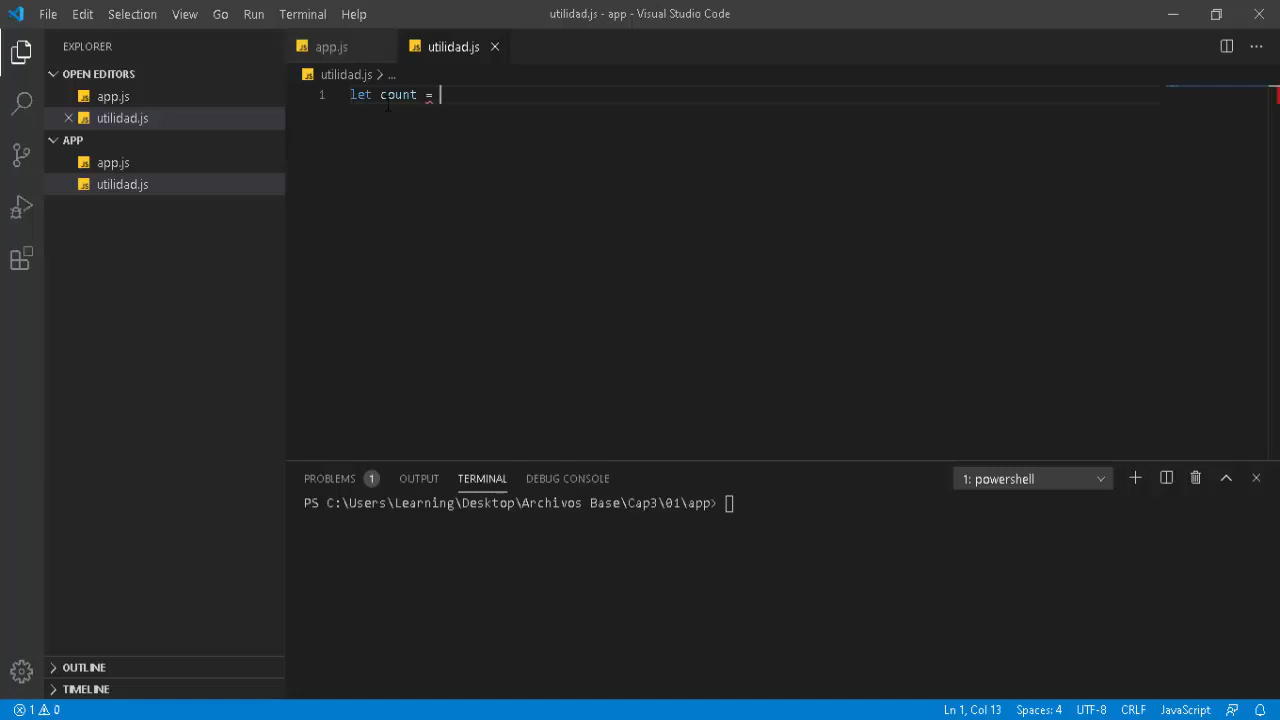 File Edit Selection View Go Run Terminal Help utilidad.js - app - Visual Studio Code
EXPLORER
OPEN EDITORS
app.js
utilidad.js
APP
app.js
utilidad.js
OUTLINE
TIMELINE
app.js utilidad.js
utilidad.js > ...
1 let count =
PROBLEMS 1 OUTPUT TERMINAL DEBUG CONSOLE 1: powershell
PS C:\Users\Learning\Desktop\Archivos Base\Cap3\01\app>
1 0 Ln 1, Col 13 Spaces: 4 UTF-8 CRLF JavaScript